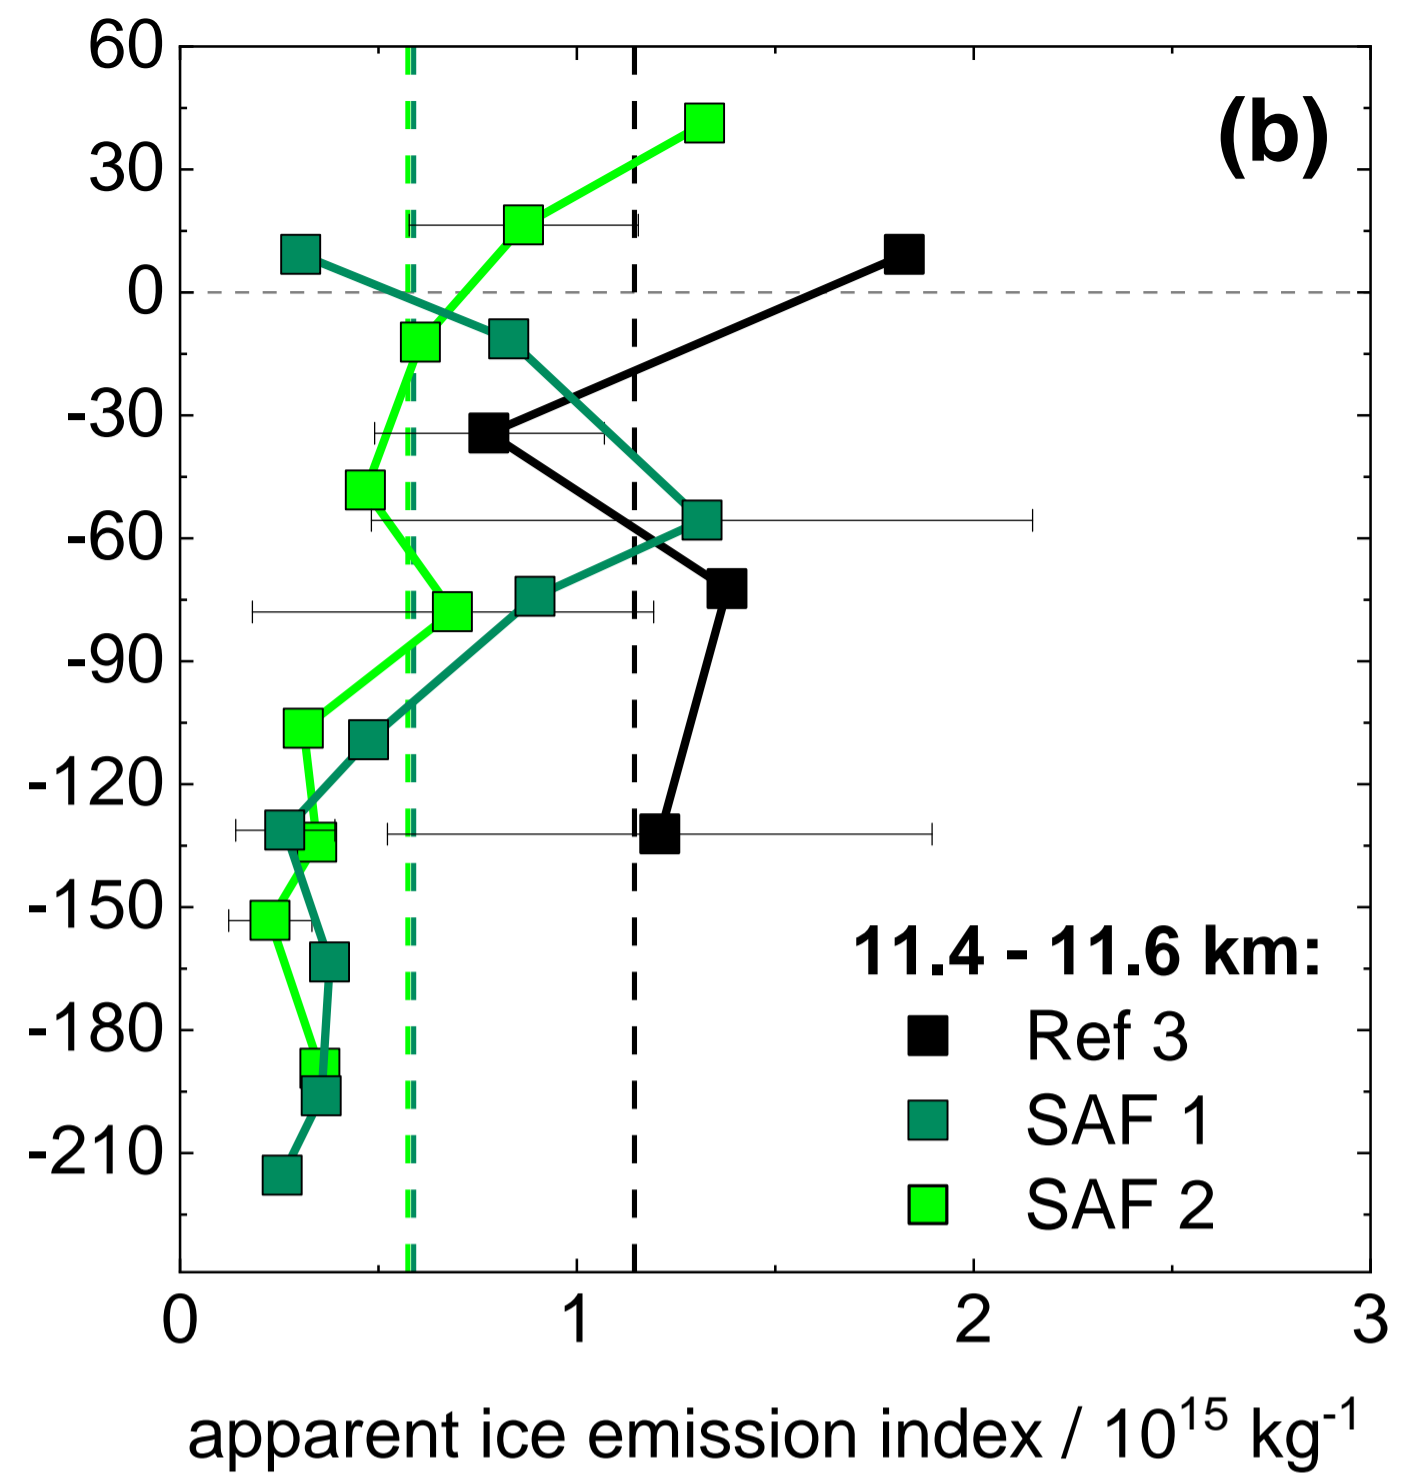 60
(b)
30
0
-30
-60
-90
-120
-150
11.4 - 11.6 km:
-180
Ref 3
SAF 1
-210
SAF 2
0 1 2 3
apparent ice emission index / 10¹⁵ kg⁻¹